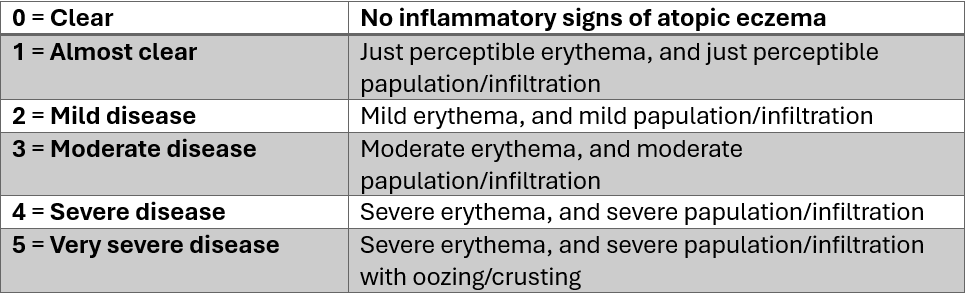 0 = Clear No inflammatory signs of atopic eczema
1 = Almost clear Just perceptible erythema, and just perceptible
papulation/infiltration
2 = Mild disease Mild erythema, and mild papulation/infiltration
3 = Moderate disease Moderate erythema, and moderate
papulation/infiltration
4 = Severe disease Severe erythema, and severe papulation/infiltration
5 = Very severe disease Severe erythema, and severe papulation/infiltration
with oozing/crusting